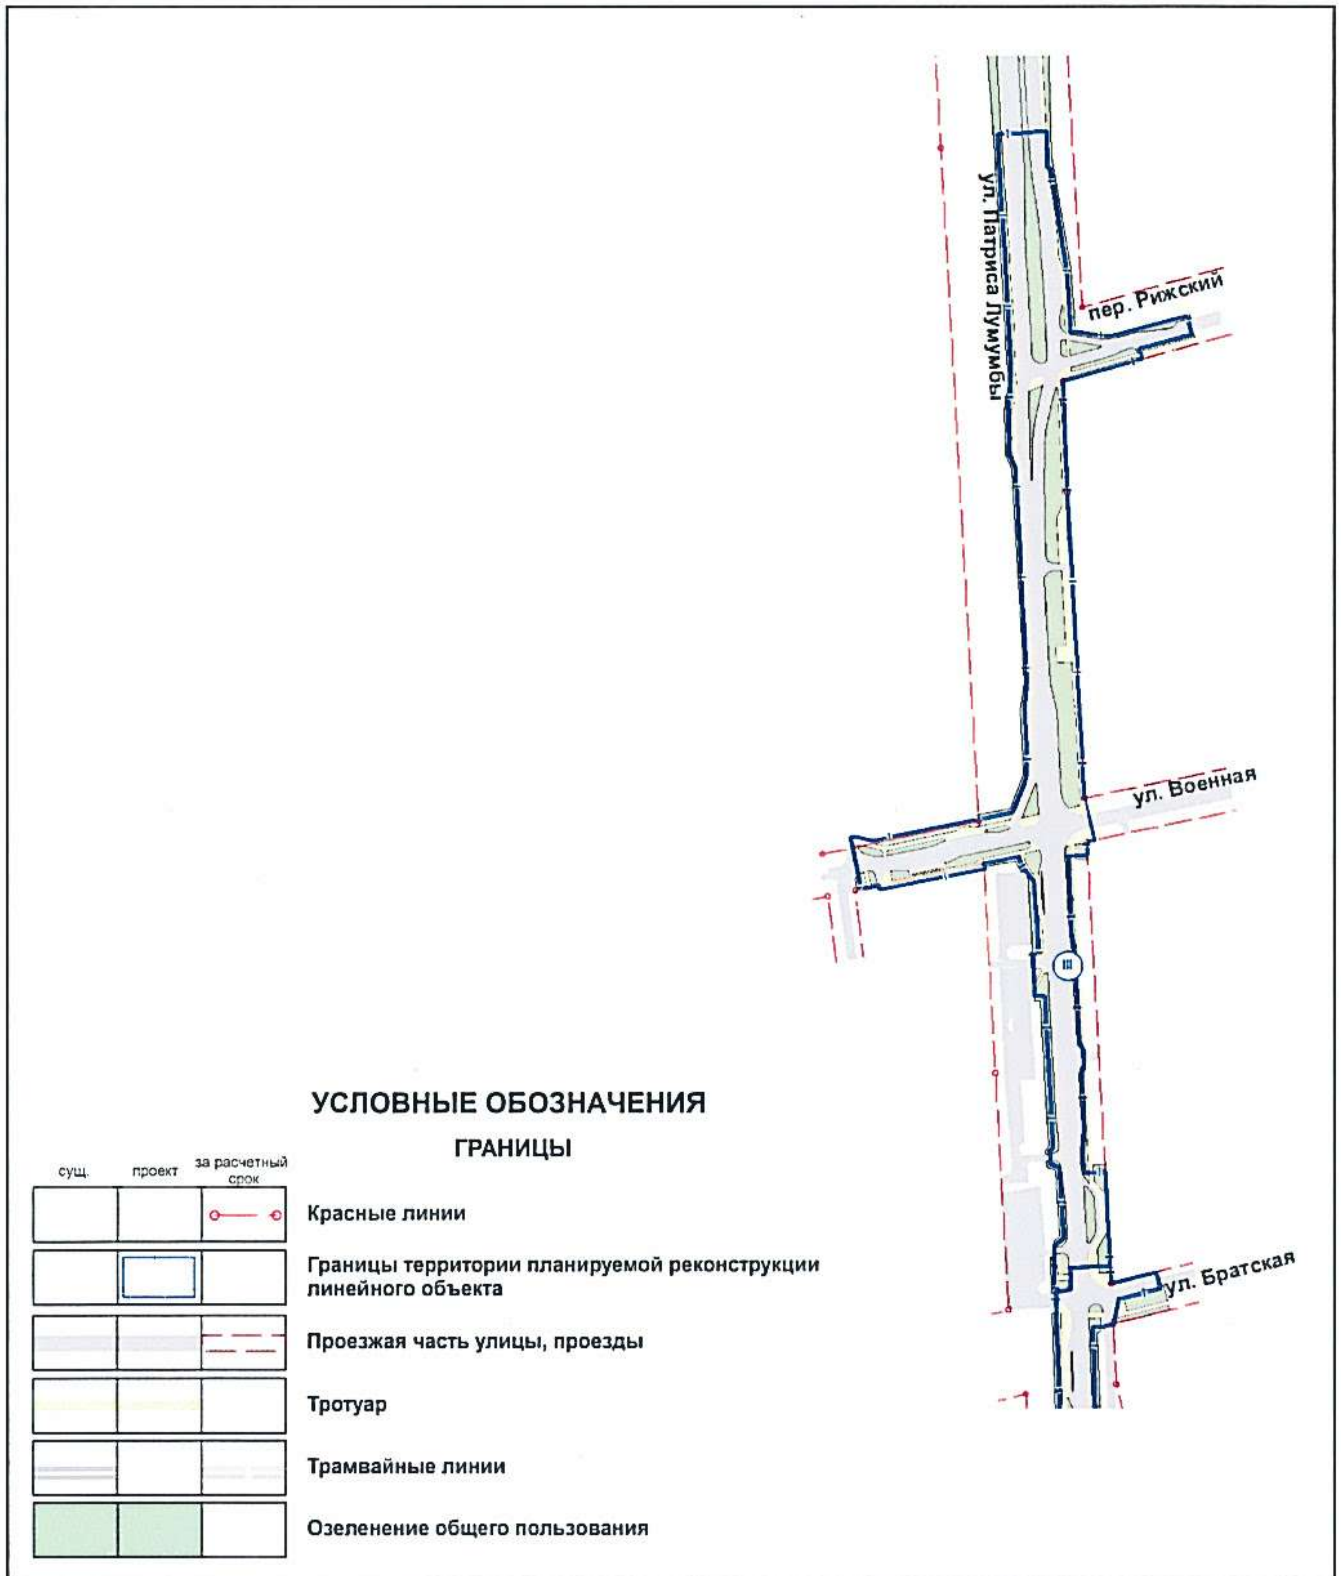 ул. Патриса Лумумбы
пер. Рижский
ул. Военная
ул. Братская
УСЛОВНЫЕ ОБОЗНАЧЕНИЯ
ГРАНИЦЫ
сущ.
проект
за расчетный
срок
Красные линии
Границы территории планируемой реконструкции
линейного объекта
Проезжая часть улицы, проезды
Тротуар
Трамвайные линии
Озеленение общего пользования